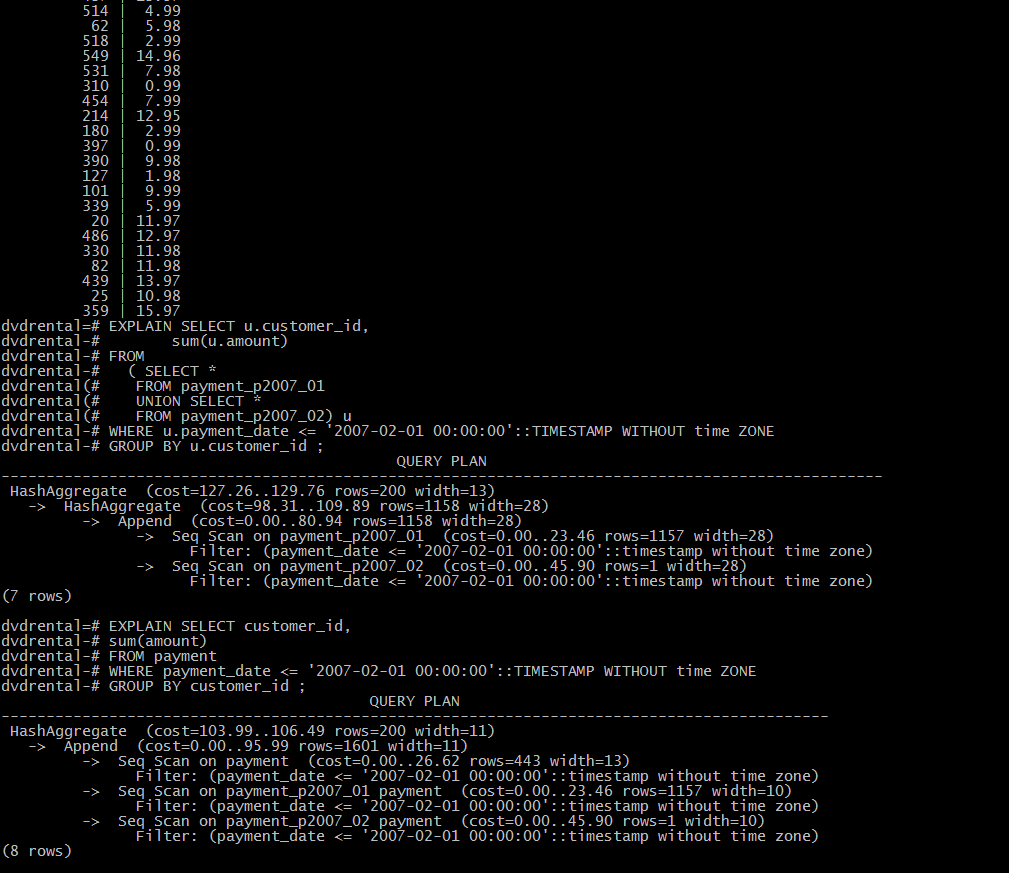 514 | 4.99
62 | 5.98
518 | 2.99
549 | 14.96
531 | 7.98
310 | 0.99
454 | 7.99
214 | 12.95
180 | 2.99
397 | 0.99
390 | 9.98
127 | 1.98
101 | 9.99
339 | 5.99
20 | 11.97
486 | 12.97
330 | 11.98
82 | 11.98
439 | 13.97
25 | 10.98
359 | 15.97
dvdrental=# EXPLAIN SELECT u.customer_id,
dvdrental-#        sum(u.amount)
dvdrental-# FROM
dvdrental-#   ( SELECT *
dvdrental(#    FROM payment_p2007_01
dvdrental(#    UNION SELECT *
dvdrental(#    FROM payment_p2007_02) u
dvdrental-# WHERE u.payment_date <= '2007-02-01 00:00:00'::TIMESTAMP WITHOUT time ZONE
dvdrental-# GROUP BY u.customer_id ;
QUERY PLAN
--------------------------------------------------------------------------------------------------
HashAggregate  (cost=127.26..129.76 rows=200 width=13)
->  HashAggregate  (cost=98.31..109.89 rows=1158 width=28)
->  Append  (cost=0.00..80.94 rows=1158 width=28)
->  Seq Scan on payment_p2007_01  (cost=0.00..23.46 rows=1157 width=28)
Filter: (payment_date <= '2007-02-01 00:00:00'::timestamp without time zone)
->  Seq Scan on payment_p2007_02  (cost=0.00..45.90 rows=1 width=28)
Filter: (payment_date <= '2007-02-01 00:00:00'::timestamp without time zone)
(7 rows)
dvdrental=# EXPLAIN SELECT customer_id,
dvdrental-# sum(amount)
dvdrental-# FROM payment
dvdrental-# WHERE payment_date <= '2007-02-01 00:00:00'::TIMESTAMP WITHOUT time ZONE
dvdrental-# GROUP BY customer_id ;
QUERY PLAN
--------------------------------------------------------------------------------------------
HashAggregate  (cost=103.99..106.49 rows=200 width=11)
->  Append  (cost=0.00..95.99 rows=1601 width=11)
->  Seq Scan on payment  (cost=0.00..26.62 rows=443 width=13)
Filter: (payment_date <= '2007-02-01 00:00:00'::timestamp without time zone)
->  Seq Scan on payment_p2007_01 payment  (cost=0.00..23.46 rows=1157 width=10)
Filter: (payment_date <= '2007-02-01 00:00:00'::timestamp without time zone)
->  Seq Scan on payment_p2007_02 payment  (cost=0.00..45.90 rows=1 width=10)
Filter: (payment_date <= '2007-02-01 00:00:00'::timestamp without time zone)
(8 rows)